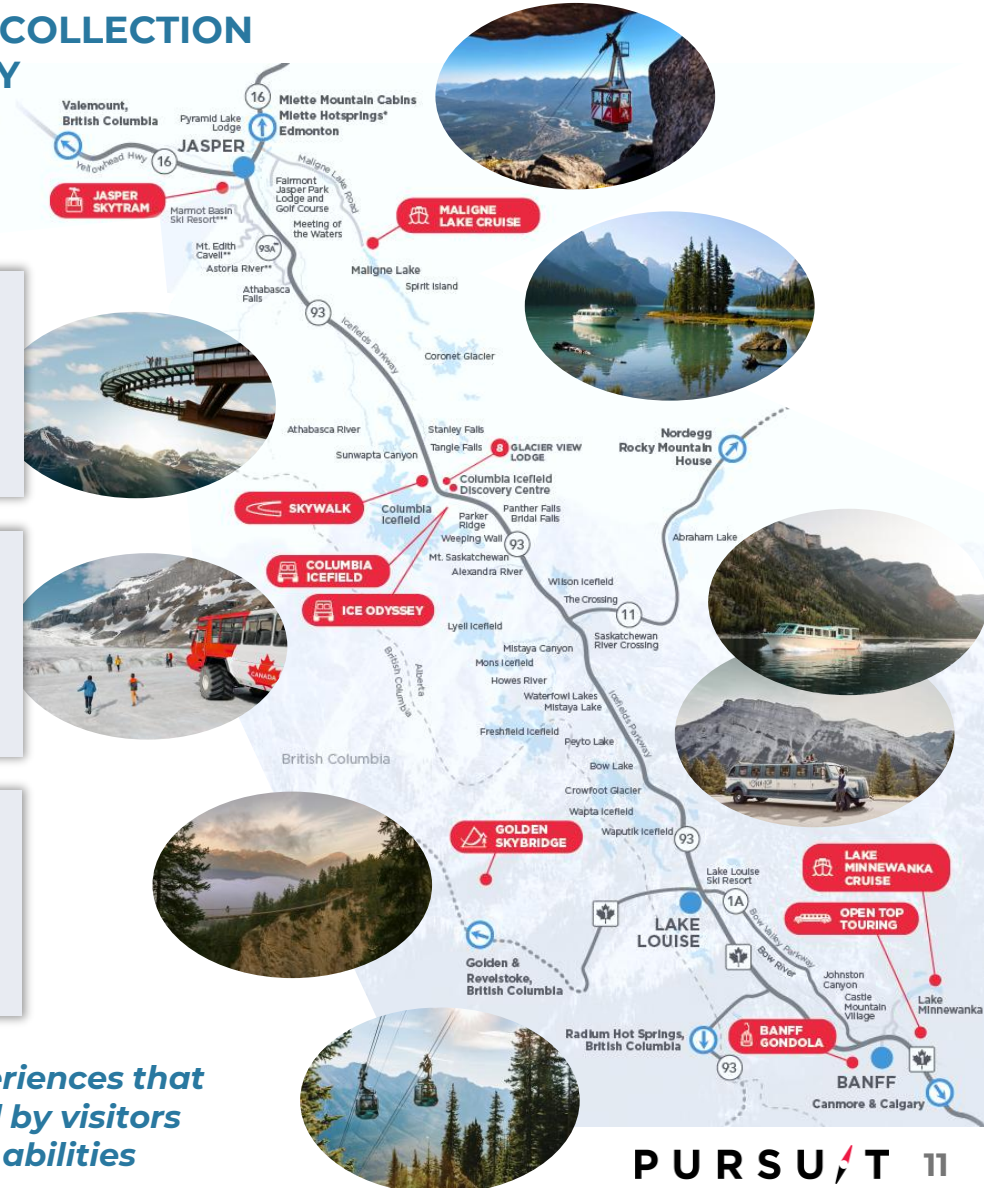 COLLECTION
Y
16
Miette Mountain Cabins
Miette Hotsprings*
Edmonton
Valemount,
British Columbia
Pyramid Lake
Lodge
JASPER
Yellowhead Hwy
16
Maligne Lake Road
JASPER
SKYTRAM
Fairmont
Jasper Park
Lodge and
Golf Course
Marmot Basin
Ski Resort***
MALIGNE
LAKE CRUISE
Meeting of
the Waters
Mt. Edith
Cavell**
93A
Astoria River**
Maligne Lake
Spirit Island
Athabasca
Falls
93
Icefields Parkway
Coronet Glacier
Athabasca River
Stanley Falls
Tangle Falls
8
GLACIER VIEW
LODGE
Sunwapta Canyon
Nordegg
Rocky Mountain
House
Columbia Icefield
Discovery Centre
SKYWALK
Columbia
Icefield
Panther Falls
Bridal Falls
Parker
Ridge
Weeping Wall
93
Abraham Lake
Mt. Saskatchewan
Alexandra River
COLUMBIA
ICEFIELD
Wilson Icefield
ICE ODYSSEY
The Crossing
11
Saskatchewan
River Crossing
Lyell Icefield
Mistaya Canyon
Mons Icefield
Alberta
British Columbia
CANADA
Howes River
Waterfowl Lakes
Mistaya Lake
Icefields Parkway
Freshfield Icefield
Peyto Lake
British Columbia
Bow Lake
Crowfoot Glacier
Wapta Icefield
Waputik Icefield
93
GOLDEN
SKYBRIDGE
LAKE
MINNEWANKA
CRUISE
Lake Louise
Ski Resort
1A
OPEN TOP
TOURING
1
LAKE
LOUISE
Bow Valley Parkway
Bow River
1
Golden &
Revelstoke,
British Columbia
Johnston
Canyon
Castle
Mountain
Village
Lake
Minnewanka
Radium Hot Springs,
British Columbia
BANFF
GONDOLA
1
93
BANFF
Canmore & Calgary
eriences that
d by visitors
abilities
PURSUIT 11